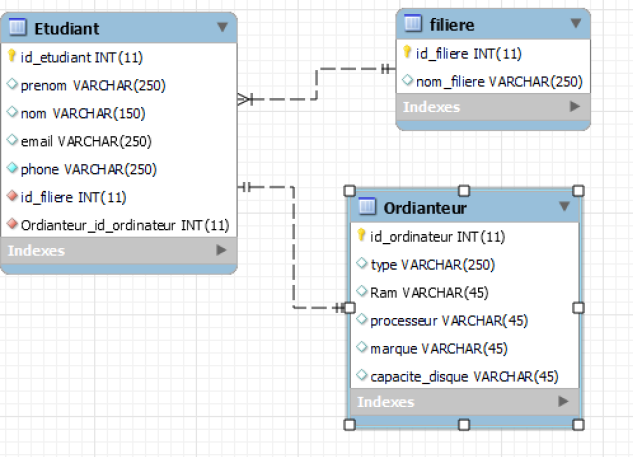 Etudiant
id_etudiant INT(11)
prenom VARCHAR(250)
nom VARCHAR(150)
email VARCHAR(250)
phone VARCHAR(250)
id_filiere INT(11)
Ordianteur_id_ordinateur INT(11)
Indexes
filiere
id_filiere INT(11)
nom_filiere VARCHAR(250)
Indexes
Ordianteur
id_ordinateur INT(11)
type VARCHAR(250)
Ram VARCHAR(45)
processeur VARCHAR(45)
marque VARCHAR(45)
capacite_disque VARCHAR(45)
Indexes